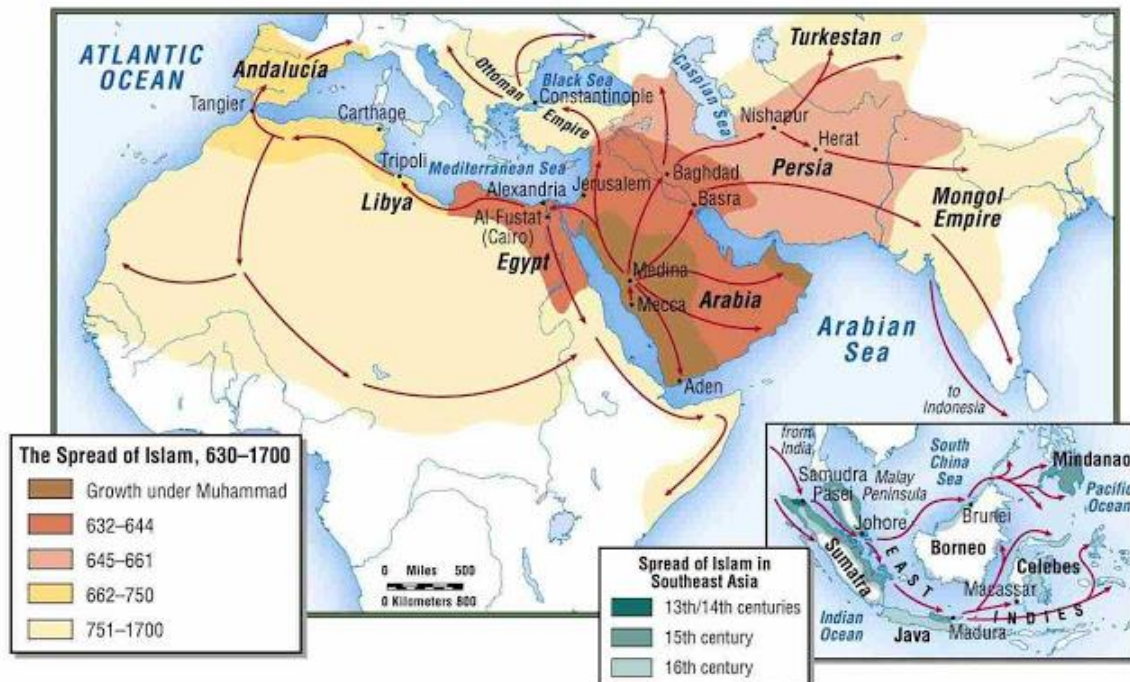 ATLANTIC
OCEAN
Andalucía
Tangier
Carthage
Tripoli
Libya
Mediterranean Sea
Alexandria
Al-Fustat
(Cairo)
Egypt
Ottoman
Empire
Black Sea
Constantinople
Jerusalem
Caspian Sea
Turkestan
Nishapur
Herat
Persia
Baghdad
Basra
Mongol
Empire
Medina
Mecca
Arabia
Aden
Arabian
Sea
to
Indonesia
The Spread of Islam, 630–1700
Growth under Muhammad
632–644
645–661
662–750
751–1700
0 Miles 500
0 Kilometers 800
Spread of Islam in
Southeast Asia
13th/14th centuries
15th century
16th century
from
India
Samudra
Pasei
Malay
Peninsula
South
China
Sea
Mindanao
Pacific
Ocean
Johore
Brunei
Sumatra
Borneo
Celebes
EAST
INDIES
Macassar
Indian
Ocean
Java
Madura